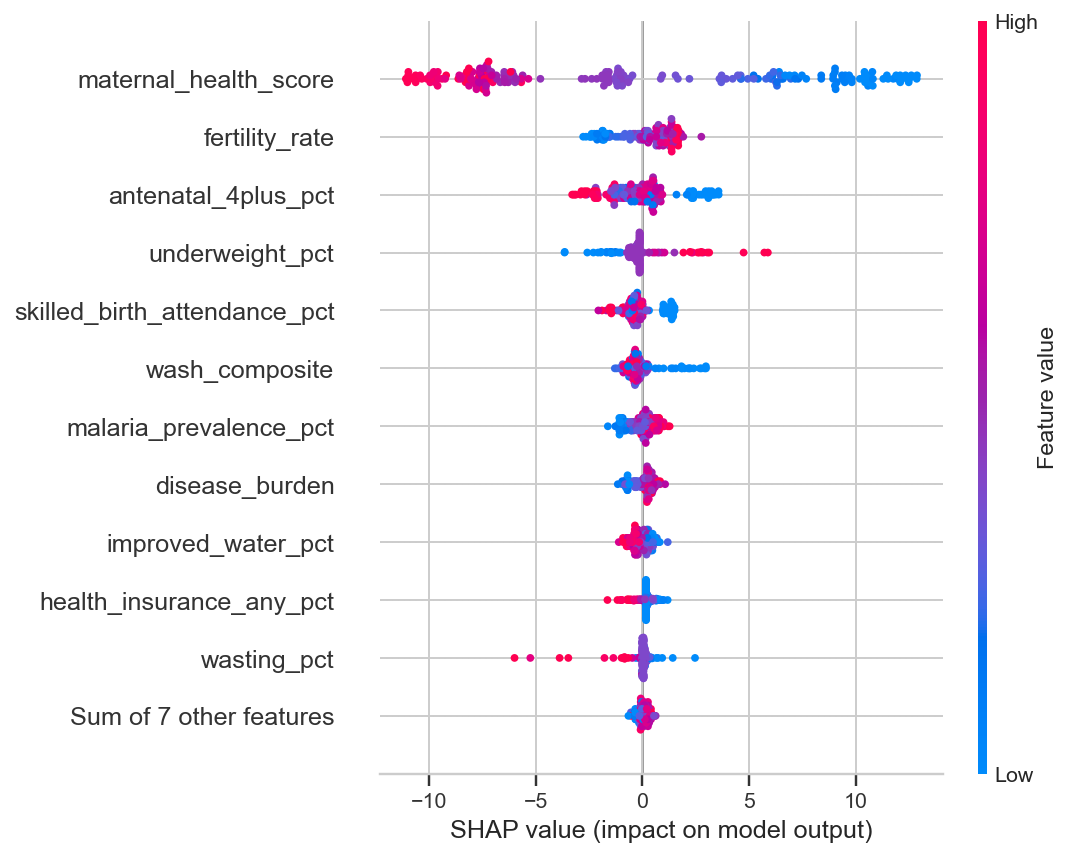 High
maternal_health_score
fertility_rate
antenatal_4plus_pct
underweight_pct
skilled_birth_attendance_pct
wash_composite
malaria_prevalence_pct
disease_burden
improved_water_pct
health_insurance_any_pct
wasting_pct
Sum of 7 other features
Feature value
Low
−10 −5 0 5 10
SHAP value (impact on model output)